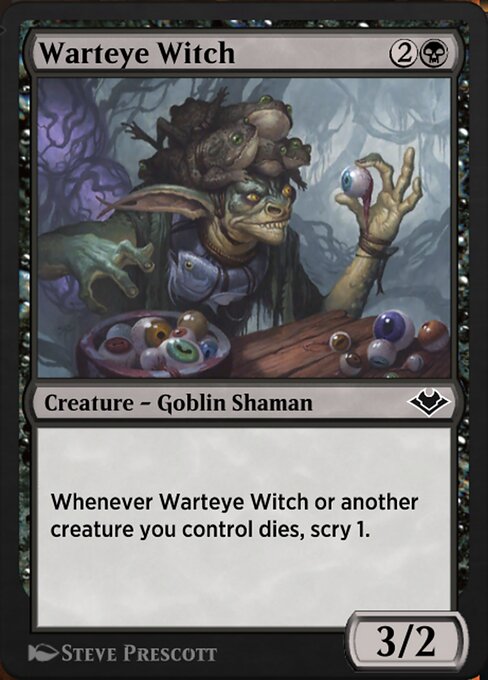 Warteye Witch 2
Creature – Goblin Shaman
Whenever Warteye Witch or another
creature you control dies, scry 1.
3/2
Steve Prescott